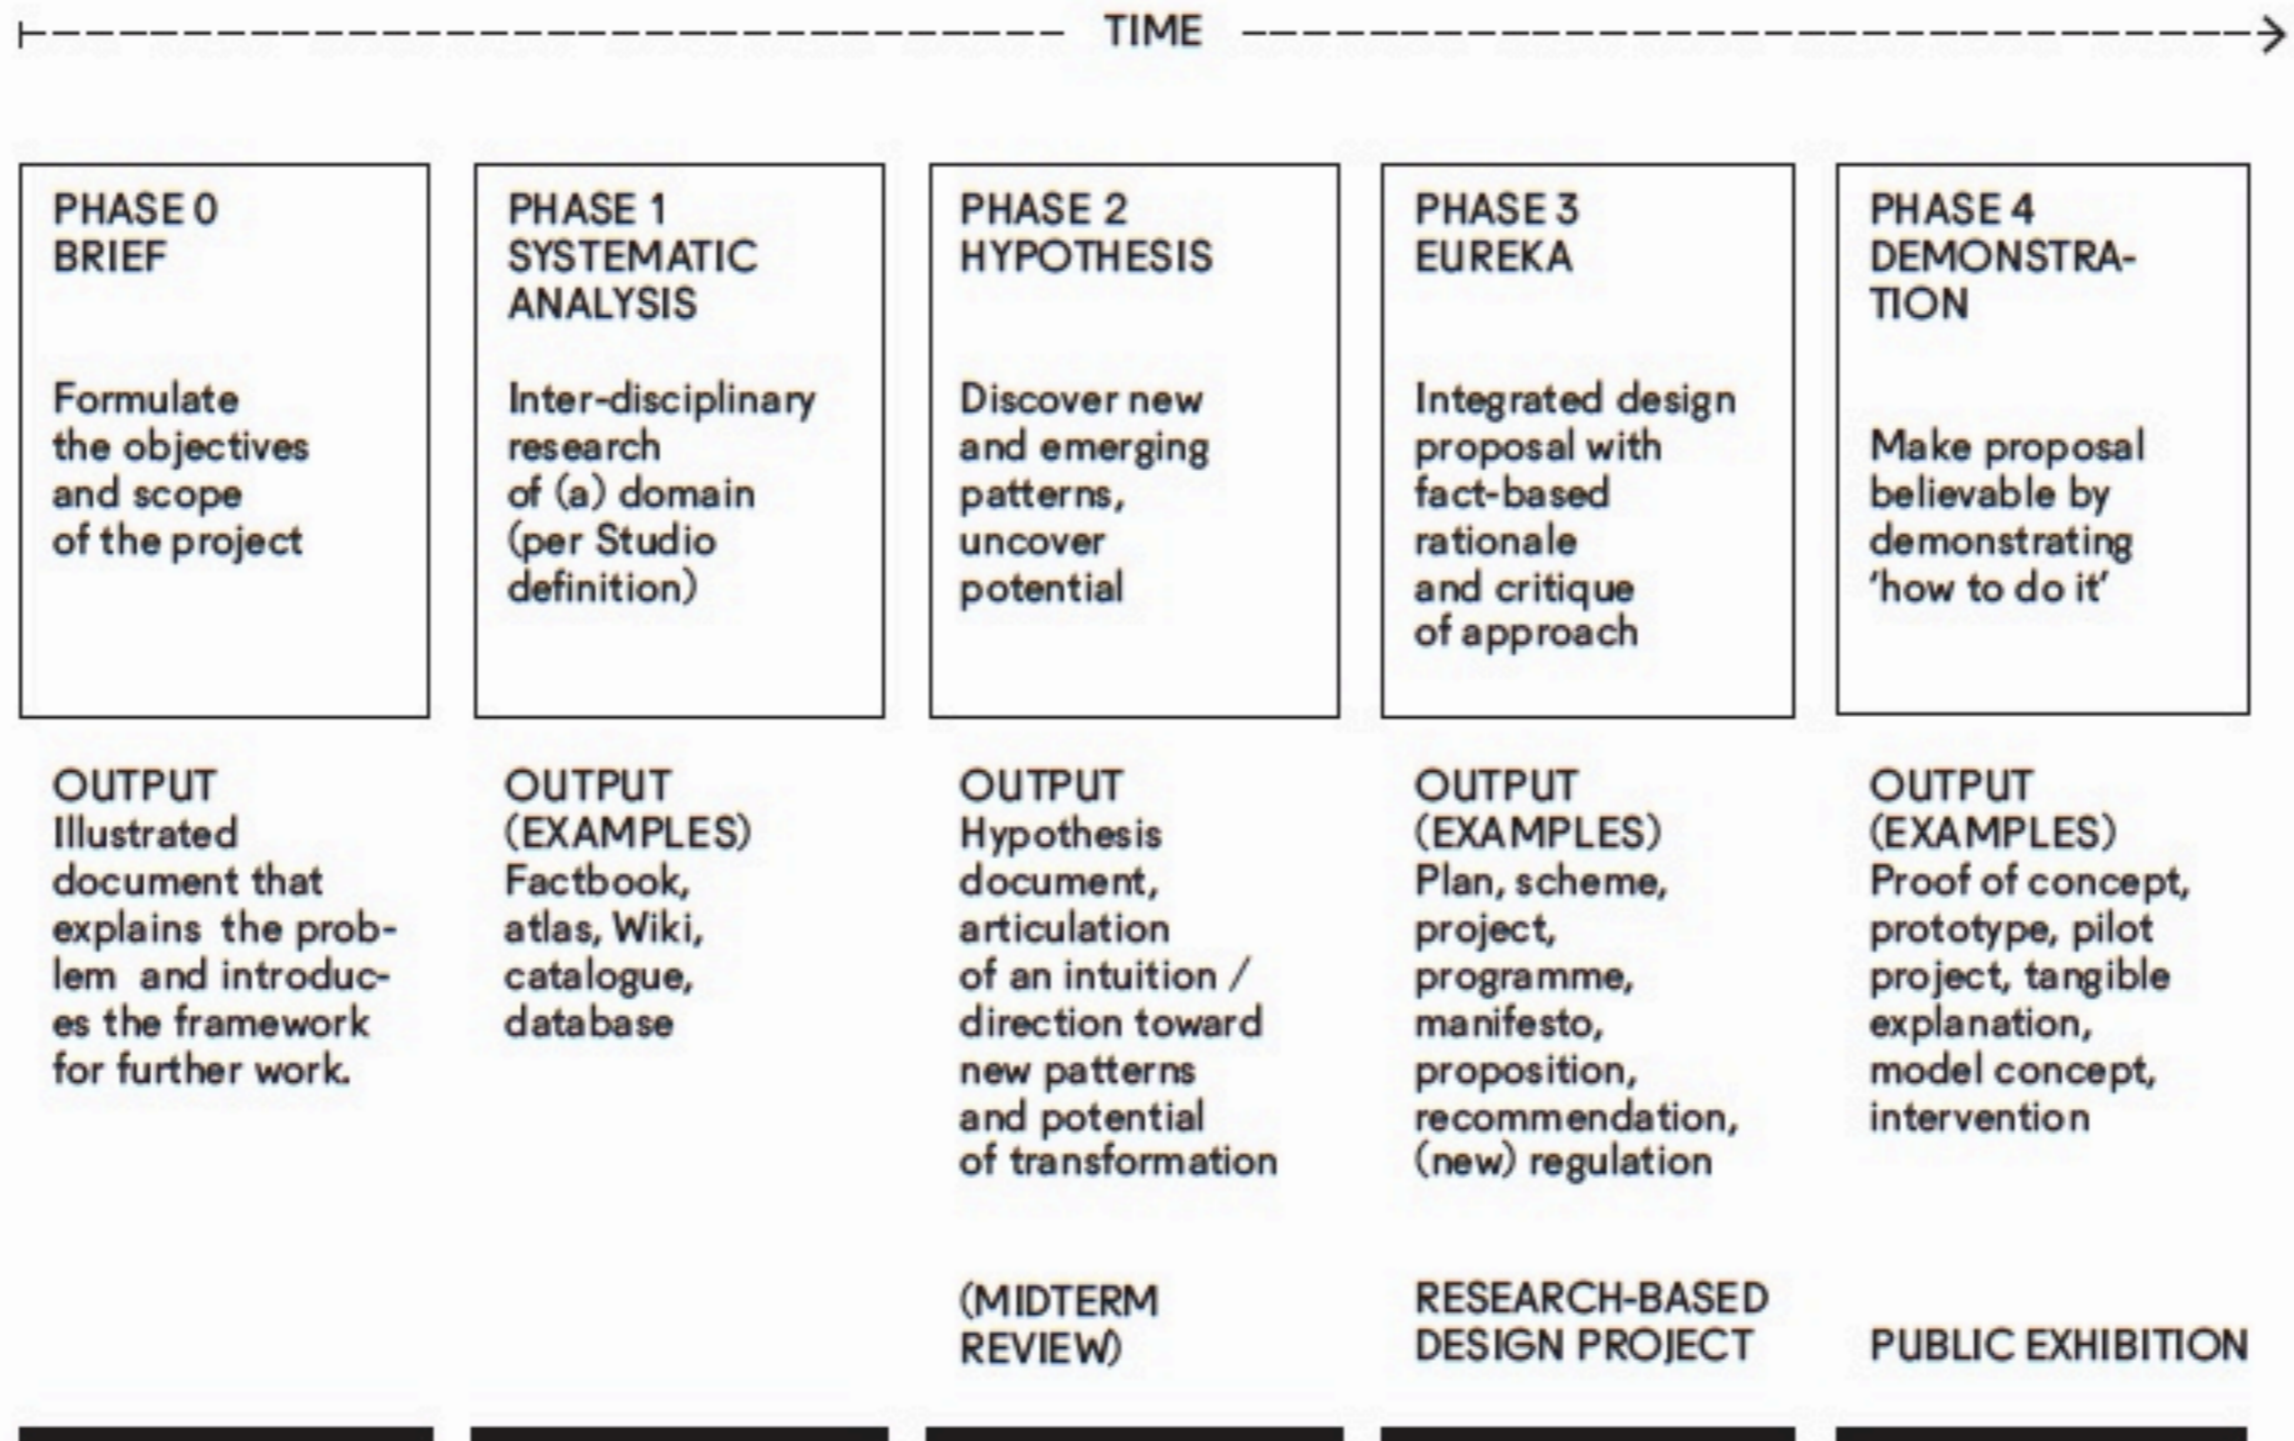 TIME
PHASE 0
BRIEF
Formulate
the objectives
and scope
of the project
PHASE 1
SYSTEMATIC
ANALYSIS
Inter-disciplinary
research
of (a) domain
(per Studio
definition)
PHASE 2
HYPOTHESIS
Discover new
and emerging
patterns,
uncover
potential
PHASE 3
EUREKA
Integrated design
proposal with
fact-based
rationale
and critique
of approach
PHASE 4
DEMONSTRA-
TION
Make proposal
believable by
demonstrating
'how to do it'
OUTPUT
Illustrated
document that
explains the prob-
lem and introduc-
es the framework
for further work.
OUTPUT
(EXAMPLES)
Factbook,
atlas, Wiki,
catalogue,
database
OUTPUT
Hypothesis
document,
articulation
of an intuition /
direction toward
new patterns
and potential
of transformation
(MIDTERM
REVIEW)
OUTPUT
(EXAMPLES)
Plan, scheme,
project,
programme,
manifesto,
proposition,
recommendation,
(new) regulation
RESEARCH-BASED
DESIGN PROJECT
OUTPUT
(EXAMPLES)
Proof of concept,
prototype, pilot
project, tangible
explanation,
model concept,
intervention
PUBLIC EXHIBITION